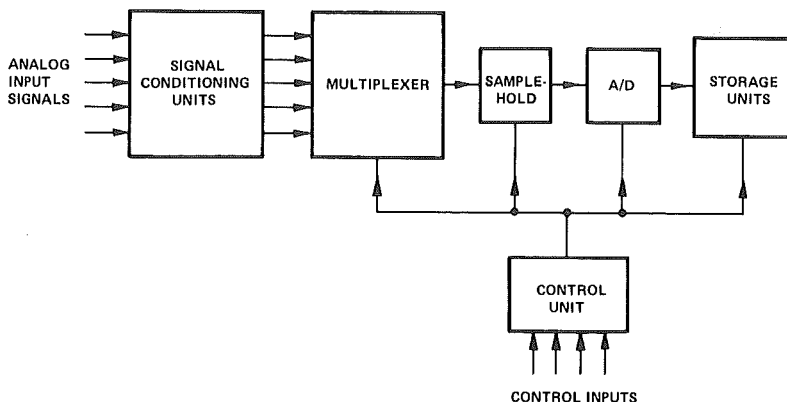 ANALOG
INPUT
SIGNALS
SIGNAL
CONDITIONING
UNITS
MULTIPLEXER
SAMPLE-
HOLD
A/D
STORAGE
UNITS
CONTROL
UNIT
CONTROL INPUTS